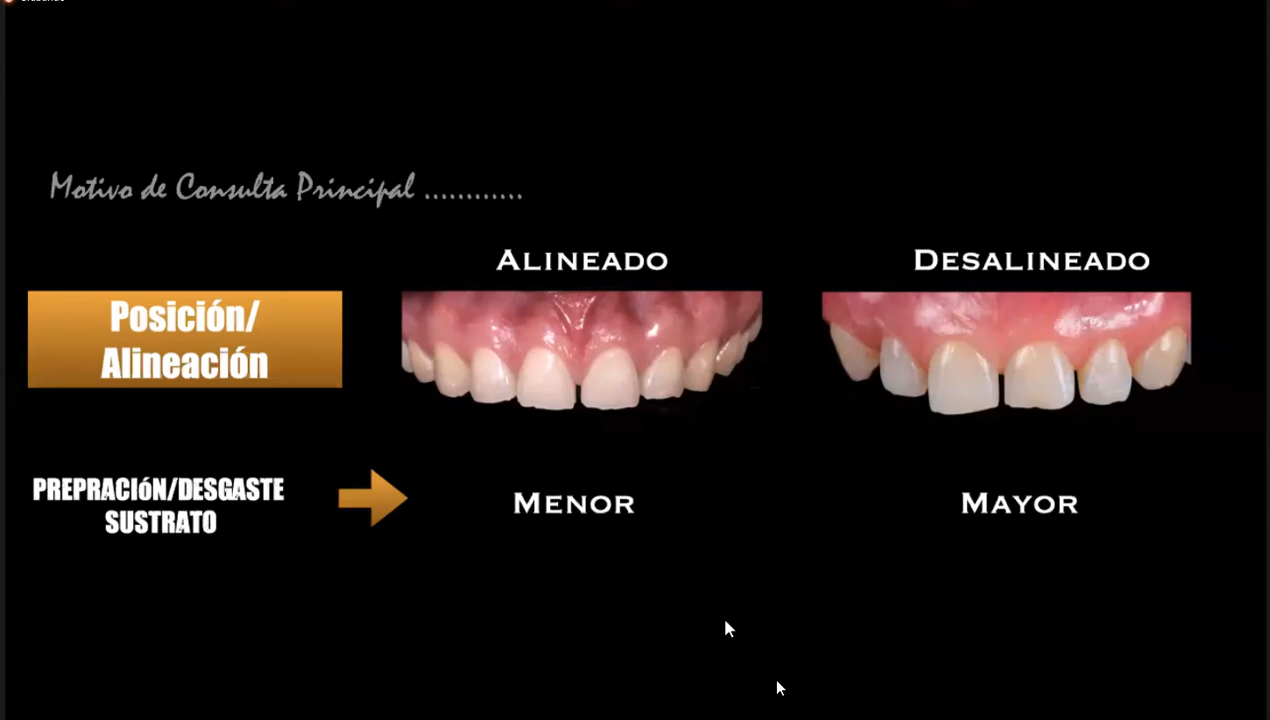 Motivo de Consulta Principal ............
ALINEADO
DESALINEADO
Posición/
Alineación
PREPRACIóN/DESGASTE
SUSTRATO
MENOR
MAYOR